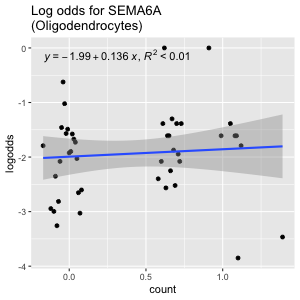 Log odds for SEMA6A
(Oligodendrocytes)
y = −1.99 + 0.136 x, R² < 0.01
0
-1
-2
-3
-4
logodds
0.0 0.5 1.0
count